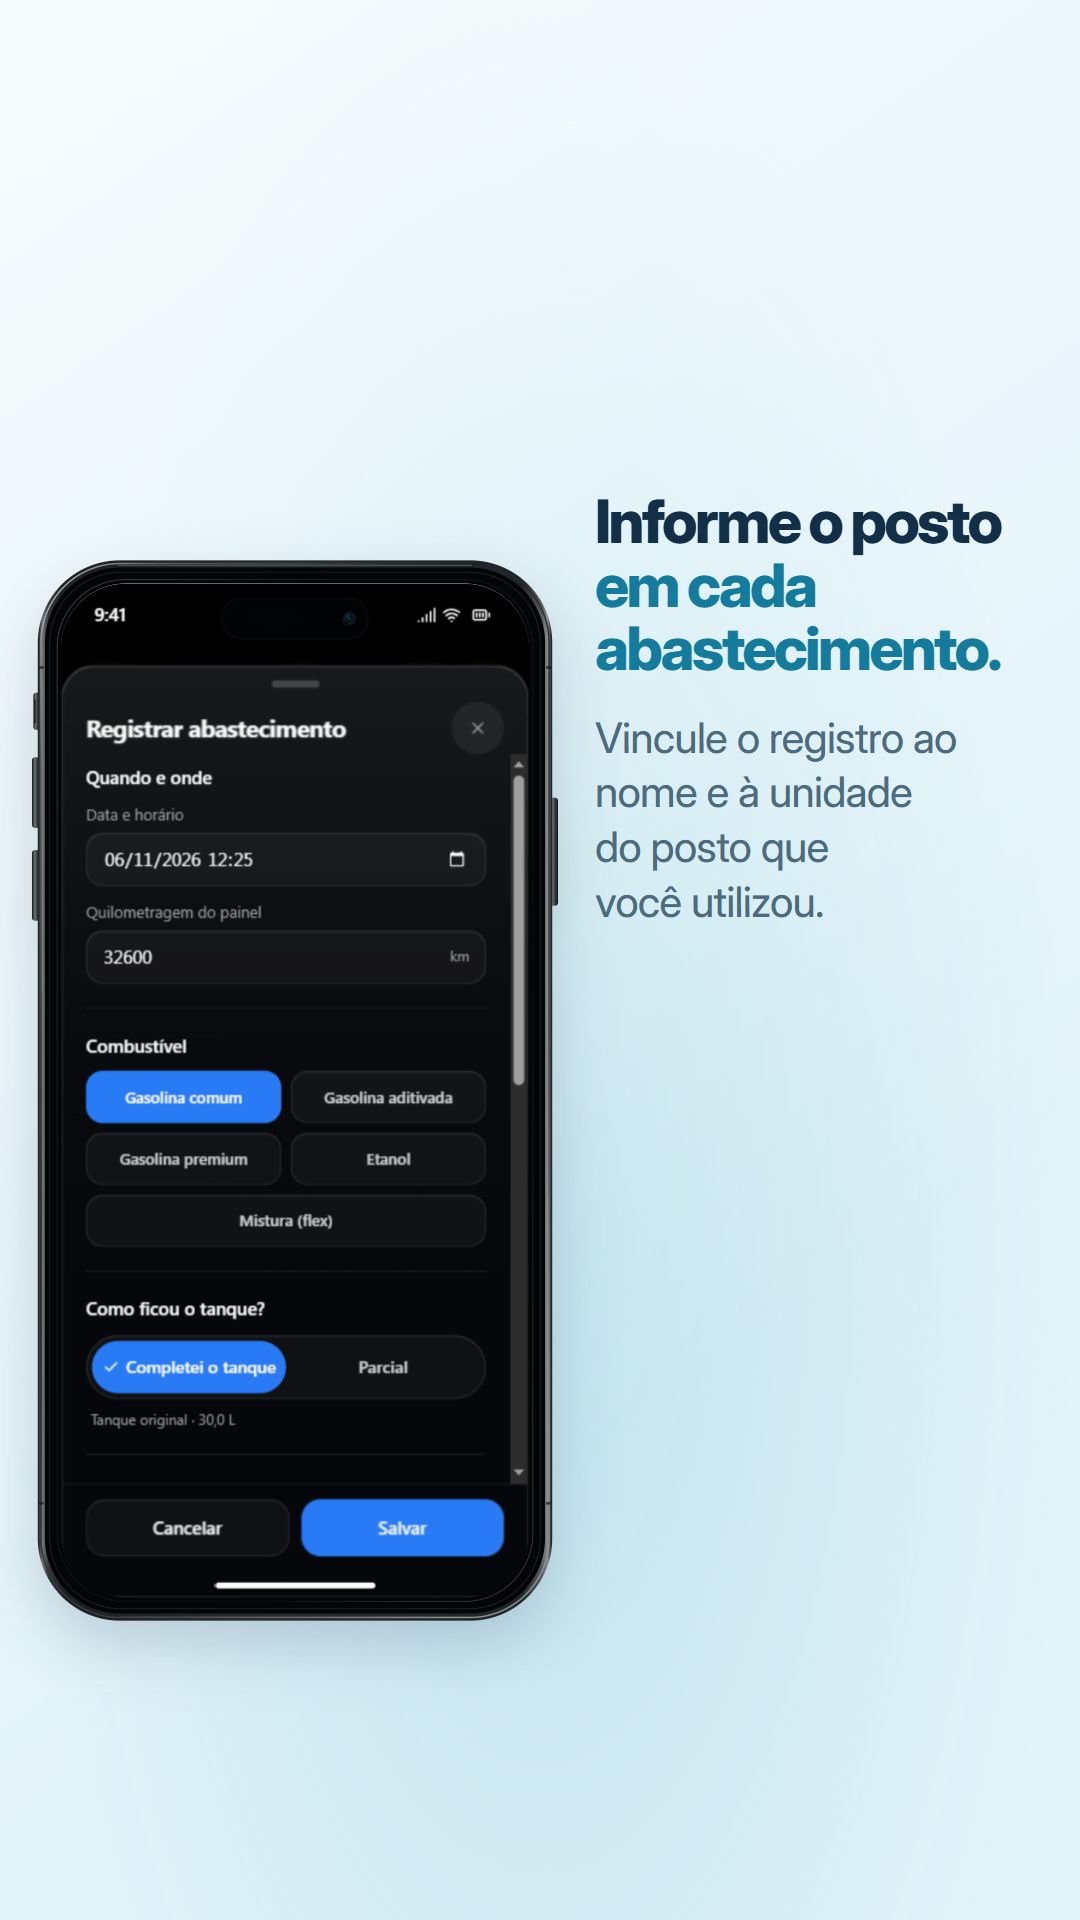 Informe o posto
em cada
abastecimento.
Vincule o registro ao
nome e à unidade
do posto que
você utilizou.
9:41
Registrar abastecimento
Quando e onde
Data e horário
06/11/2026 12:25
Quilometragem do painel
32600 km
Combustível
Gasolina comum Gasolina aditivada
Gasolina premium Etanol
Mistura (flex)
Como ficou o tanque?
Completei o tanque Parcial
Tanque original · 30,0 L
Cancelar Salvar